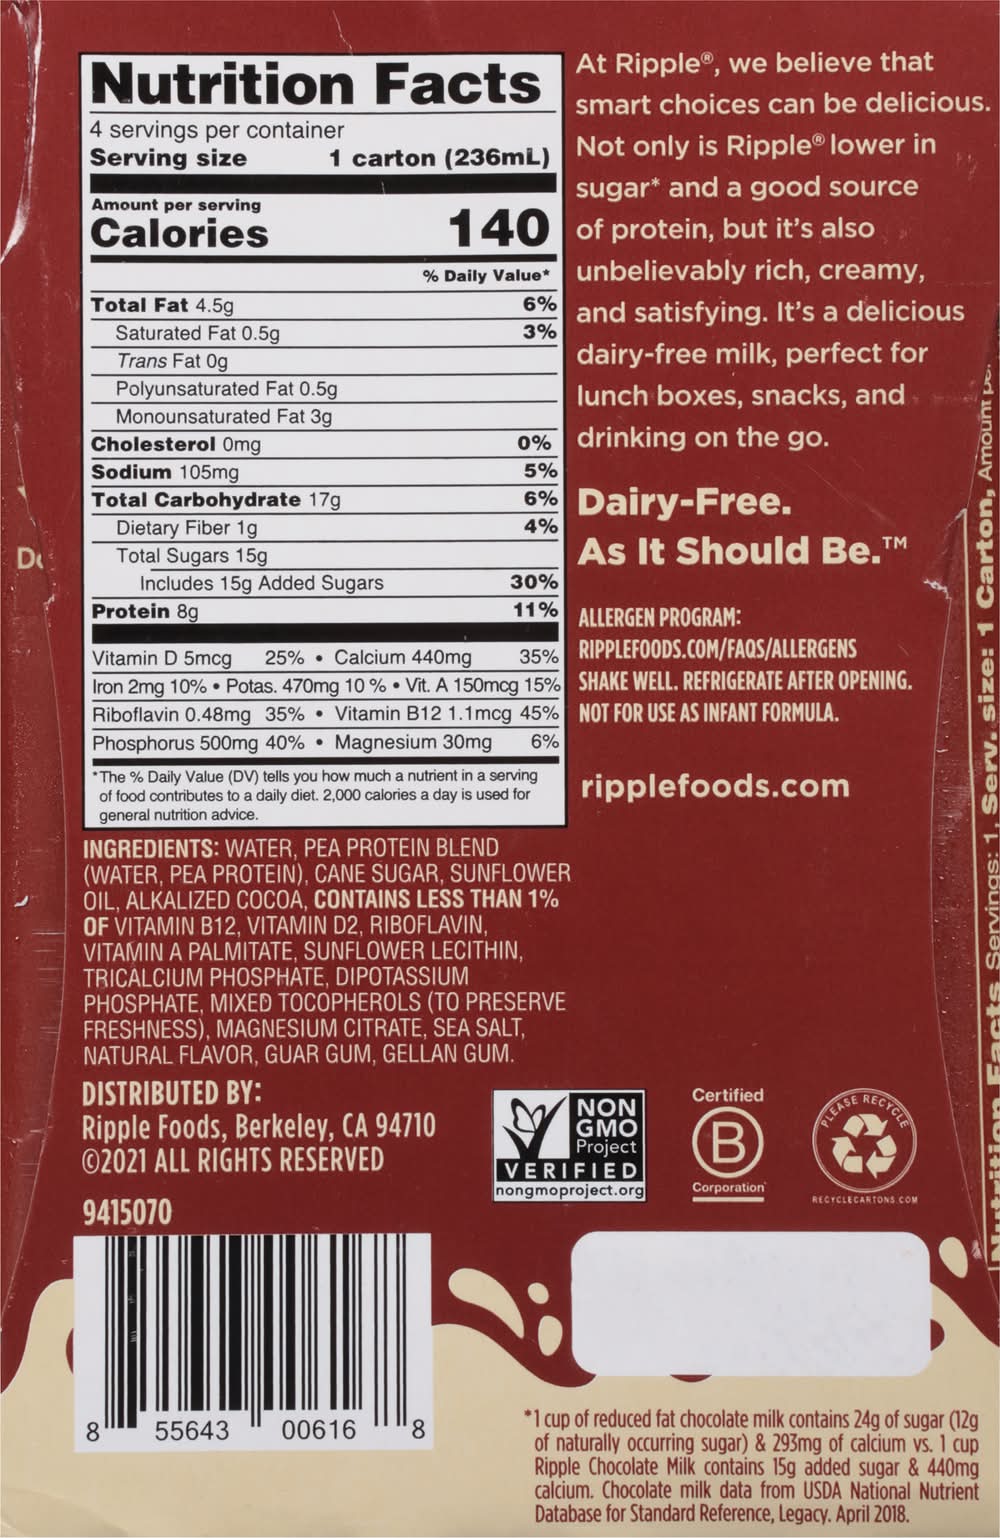 Nutrition Facts
4 servings per container
Serving size 1 carton (236mL)
Amount per serving
Calories 140
% Daily Value*
Total Fat 4.5g 6%
Saturated Fat 0.5g 3%
Trans Fat 0g
Polyunsaturated Fat 0.5g
Monounsaturated Fat 3g
Cholesterol 0mg 0%
Sodium 105mg 5%
Total Carbohydrate 17g 6%
Dietary Fiber 1g 4%
Total Sugars 15g
Includes 15g Added Sugars 30%
Protein 8g 11%
Vitamin D 5mcg 25% • Calcium 440mg 35%
Iron 2mg 10% • Potas. 470mg 10 % • Vit. A 150mcg 15%
Riboflavin 0.48mg 35% • Vitamin B12 1.1mcg 45%
Phosphorus 500mg 40% • Magnesium 30mg 6%
*The % Daily Value (DV) tells you how much a nutrient in a serving
of food contributes to a daily diet. 2,000 calories a day is used for
general nutrition advice.
INGREDIENTS: WATER, PEA PROTEIN BLEND
(WATER, PEA PROTEIN), CANE SUGAR, SUNFLOWER
OIL, ALKALIZED COCOA, CONTAINS LESS THAN 1%
OF VITAMIN B12, VITAMIN D2, RIBOFLAVIN,
VITAMIN A PALMITATE, SUNFLOWER LECITHIN,
TRICALCIUM PHOSPHATE, DIPOTASSIUM
PHOSPHATE, MIXED TOCOPHEROLS (TO PRESERVE
FRESHNESS), MAGNESIUM CITRATE, SEA SALT,
NATURAL FLAVOR, GUAR GUM, GELLAN GUM.
DISTRIBUTED BY:
Ripple Foods, Berkeley, CA 94710
©2021 ALL RIGHTS RESERVED
9415070
8 55643 00616 8
At Ripple®, we believe that
smart choices can be delicious.
Not only is Ripple® lower in
sugar* and a good source
of protein, but it's also
unbelievably rich, creamy,
and satisfying. It's a delicious
dairy-free milk, perfect for
lunch boxes, snacks, and
drinking on the go.
Dairy-Free.
As It Should Be.™
ALLERGEN PROGRAM:
RIPPLEFOODS.COM/FAQS/ALLERGENS
SHAKE WELL. REFRIGERATE AFTER OPENING.
NOT FOR USE AS INFANT FORMULA.
ripplefoods.com
NON
GMO
Project
VERIFIED
nongmoproject.org
Certified
B
Corporation
PLEASE RECYCLE
RECYCLECARTONS.COM
*1 cup of reduced fat chocolate milk contains 24g of sugar (12g
of naturally occurring sugar) & 293mg of calcium vs. 1 cup
Ripple Chocolate Milk contains 15g added sugar & 440mg
calcium. Chocolate milk data from USDA National Nutrient
Database for Standard Reference, Legacy. April 2018.
Nutrition Facts Servings: 1, Serv. size: 1 Carton, Amount per